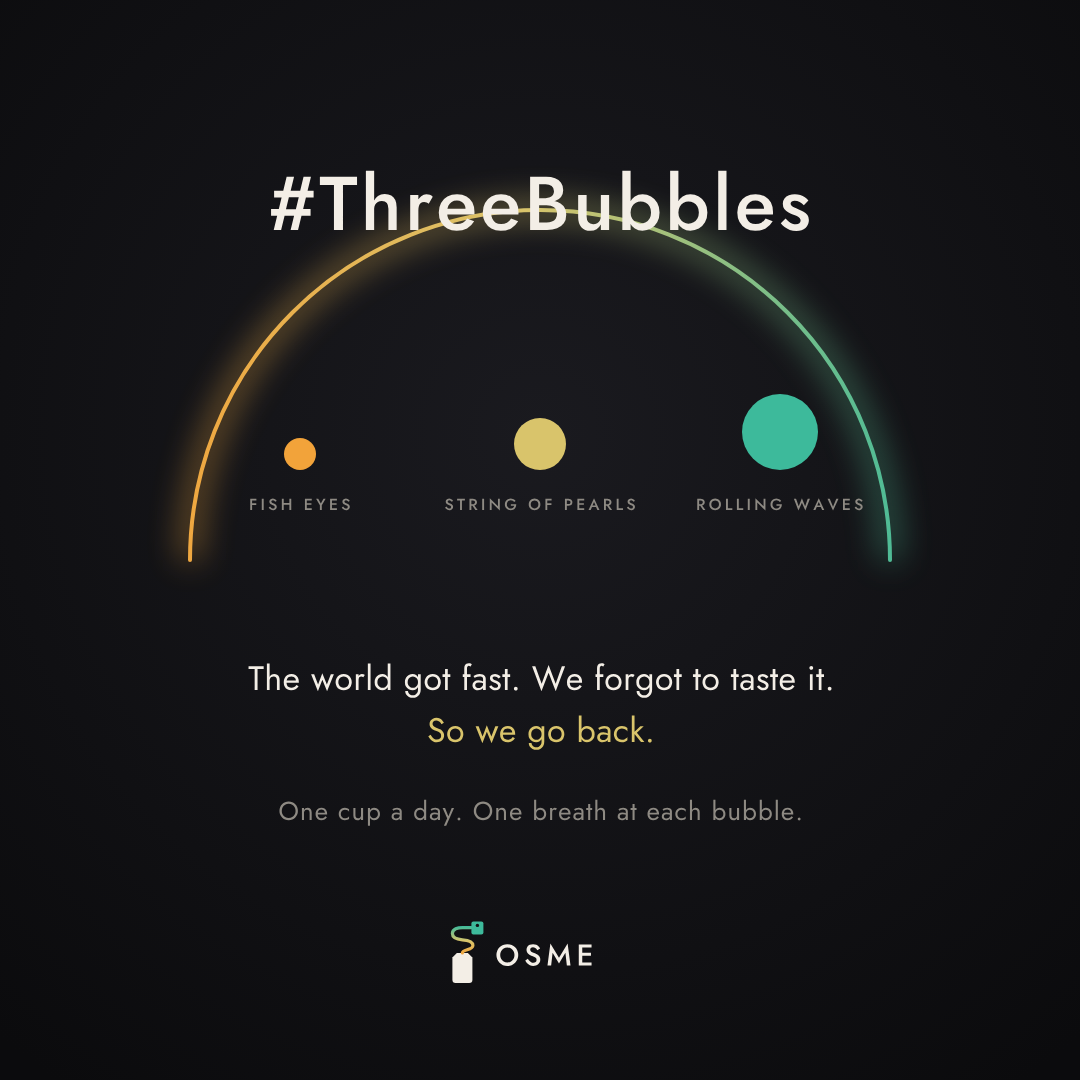 #ThreeBubbles
FISH EYES
STRING OF PEARLS
ROLLING WAVES
The world got fast. We forgot to taste it.
So we go back.
One cup a day. One breath at each bubble.
OSME